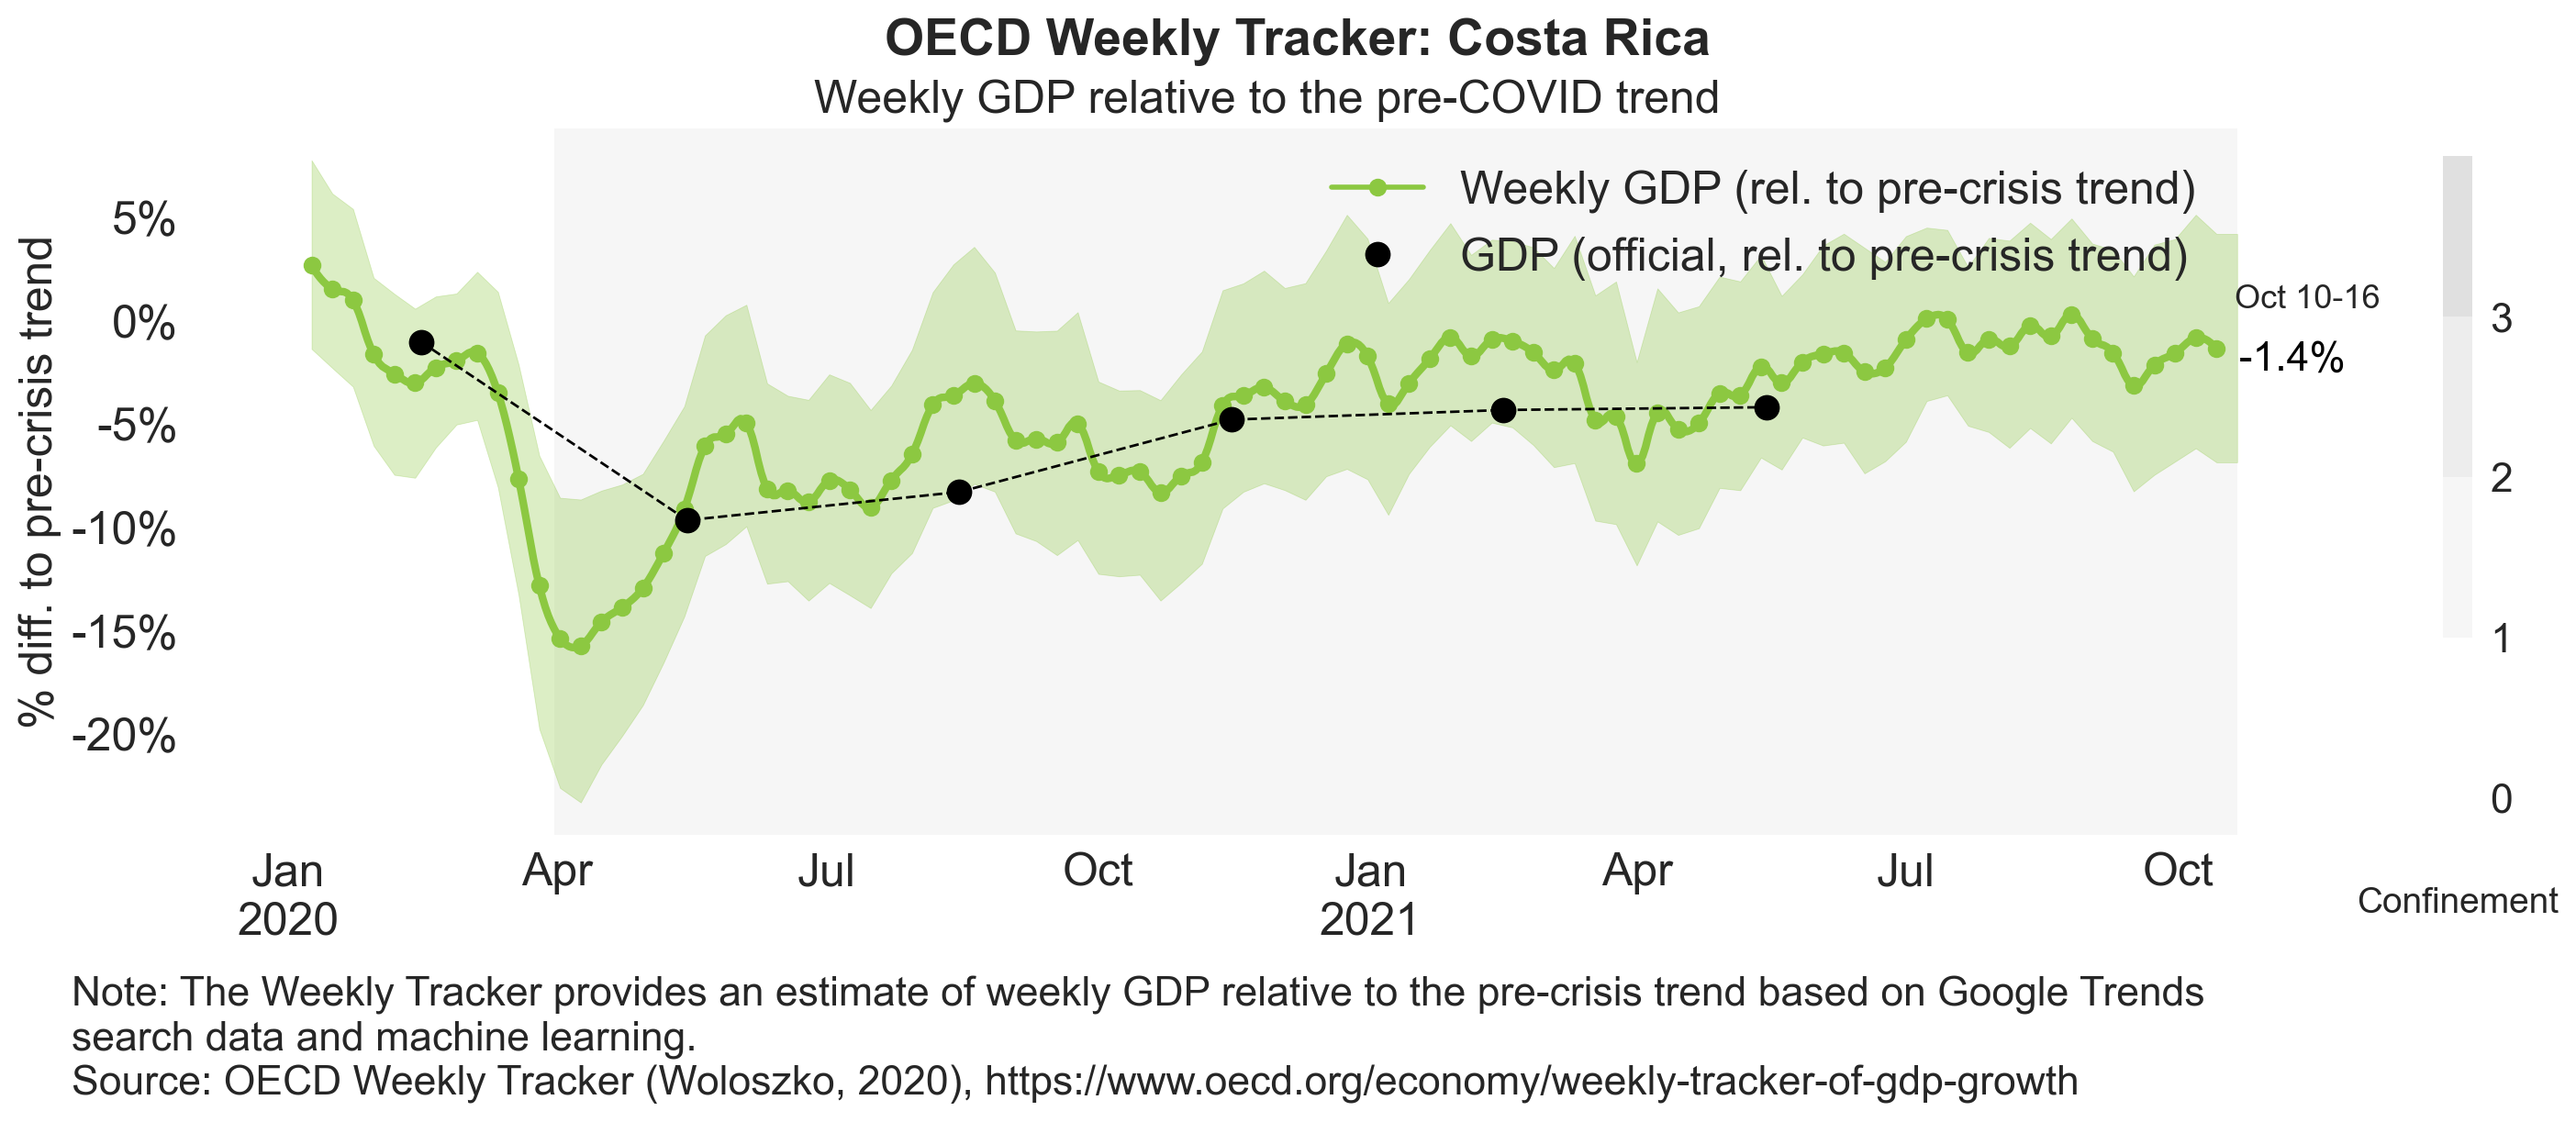 OECD Weekly Tracker: Costa Rica
Weekly GDP relative to the pre-COVID trend
Weekly GDP (rel. to pre-crisis trend)
GDP (official, rel. to pre-crisis trend)
% diff. to pre-crisis trend
5%
0%
-5%
-10%
-15%
-20%
Oct 10-16
-1.4%
3
2
1
0
Confinement
Jan Apr Jul Oct Jan Apr Jul Oct
2020 2021
Note: The Weekly Tracker provides an estimate of weekly GDP relative to the pre-crisis trend based on Google Trends
search data and machine learning.
Source: OECD Weekly Tracker (Woloszko, 2020), https://www.oecd.org/economy/weekly-tracker-of-gdp-growth